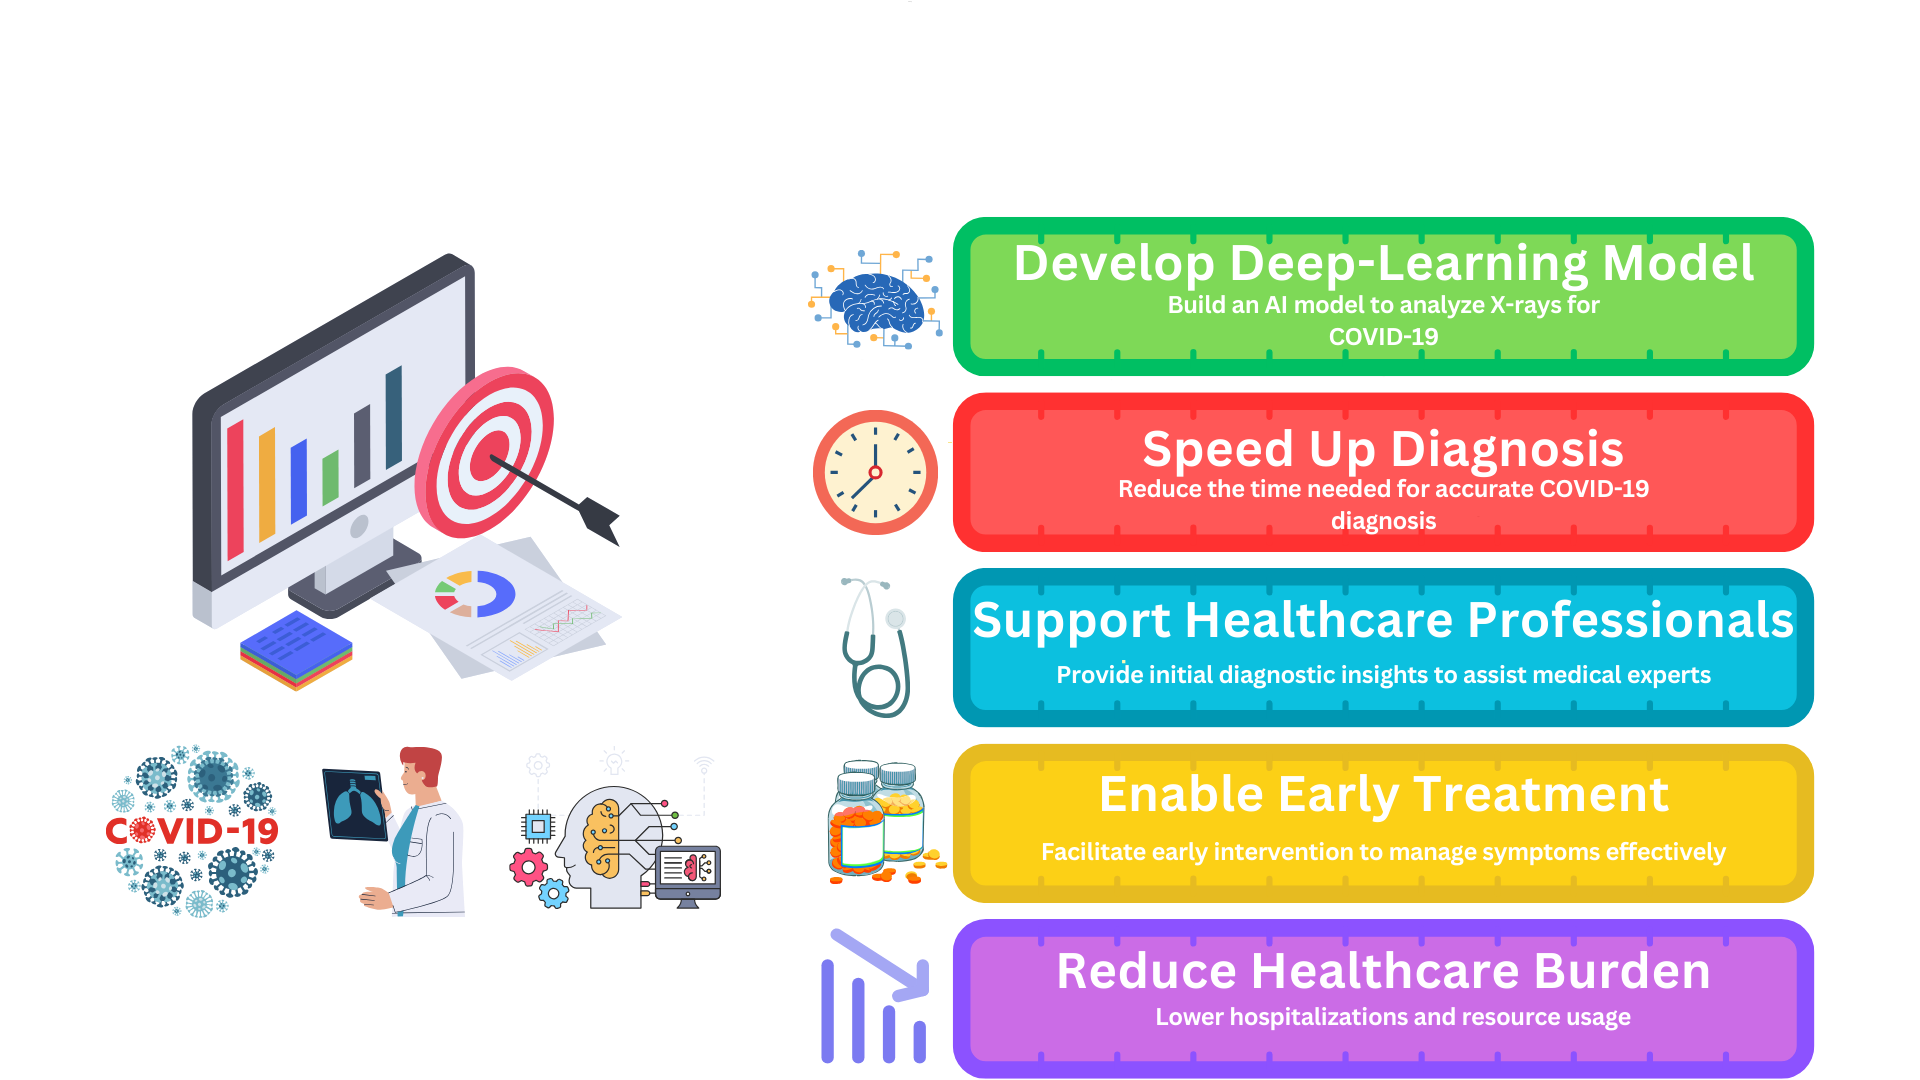 Develop Deep-Learning Model
Build an AI model to analyze X-rays for
COVID-19
Speed Up Diagnosis
Reduce the time needed for accurate COVID-19
diagnosis
Support Healthcare Professionals
Provide initial diagnostic insights to assist medical experts
Enable Early Treatment
Facilitate early intervention to manage symptoms effectively
Reduce Healthcare Burden
Lower hospitalizations and resource usage
COVID-19